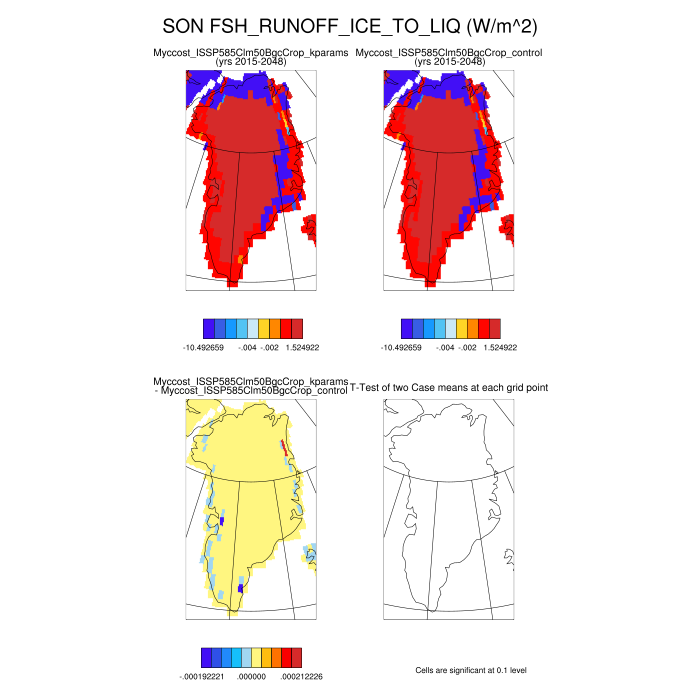 SON FSH_RUNOFF_ICE_TO_LIQ (W/m^2)
Myccost_ISSP585Clm50BgcCrop_kparams
(yrs 2015-2048)
Myccost_ISSP585Clm50BgcCrop_control
(yrs 2015-2048)
-10.492659 -.004 -.002 1.524922
-10.492659 -.004 -.002 1.524922
Myccost_ISSP585Clm50BgcCrop_kparams
- Myccost_ISSP585Clm50BgcCrop_control
T-Test of two Case means at each grid point
-.000192221 .000000 .000212226
Cells are significant at 0.1 level